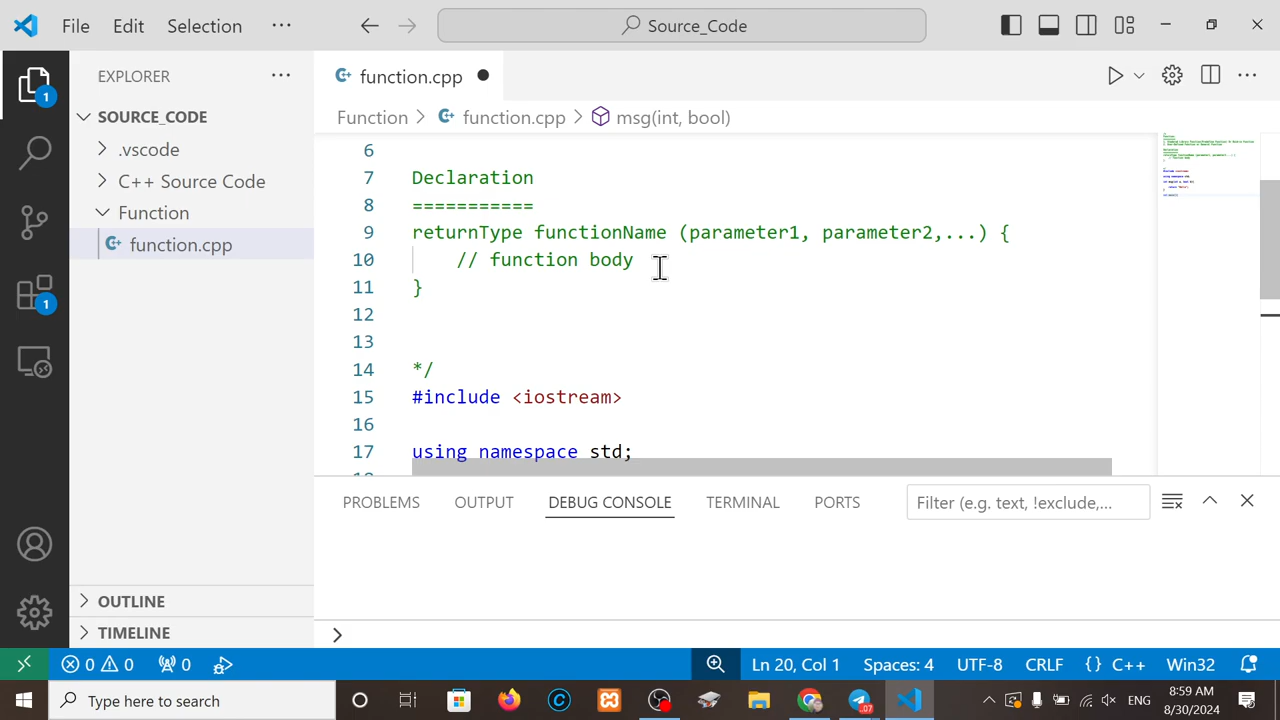 File Edit Selection ··· Source_Code
EXPLORER ···
SOURCE_CODE
.vscode
C++ Source Code
Function
function.cpp
OUTLINE
TIMELINE
1
1
function.cpp
Function > function.cpp > msg(int, bool)
6
7 Declaration
8 ===========
9 returnType functionName (parameter1, parameter2,...) {
10 // function body
11 }
12
13
14 */
15 #include <iostream>
16
17 using namespace std;
PROBLEMS OUTPUT DEBUG CONSOLE TERMINAL PORTS Filter (e.g. text, !exclude,...
>
0 0 0 Ln 20, Col 1 Spaces: 4 UTF-8 CRLF {} C++ Win32
Type here to search ENG 8:59 AM
8/30/2024
.07